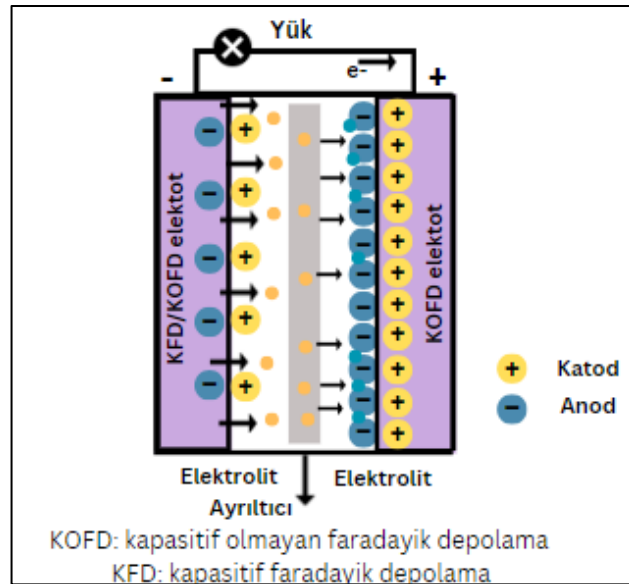 Yük
e-
- +
KFD/KOFD elektot
KOFD elektot
+ Katod
− Anod
Elektrolit Elektrolit
Ayrıltıcı
KOFD: kapasitif olmayan faradayik depolama
KFD: kapasitif faradayik depolama